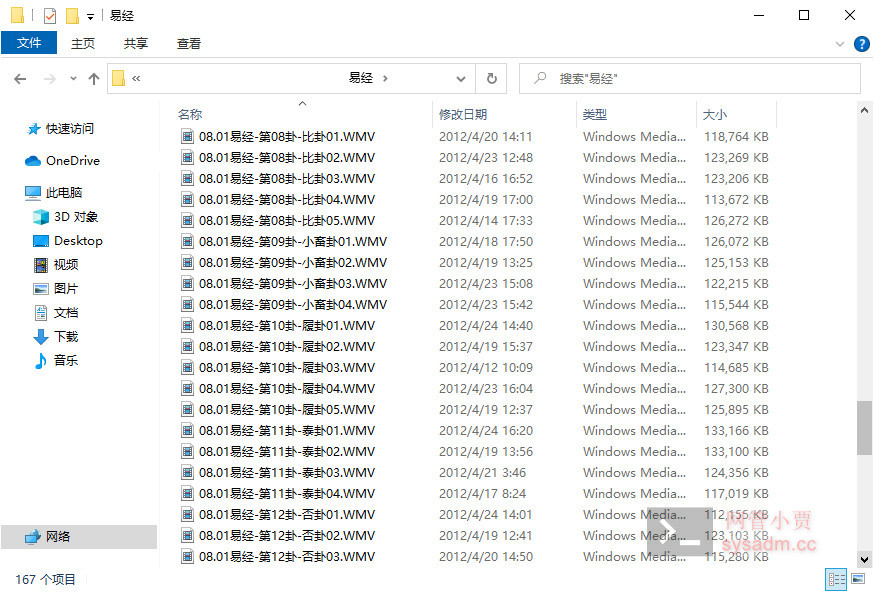 易经
文件 主页 共享 查看
« 易经 › 搜索"易经"
名称 修改日期 类型 大小
快速访问
OneDrive
此电脑
3D 对象
Desktop
视频
图片
文档
下载
音乐
网络
08.01易经-第08卦-比卦01.WMV 2012/4/20 14:11 Windows Media... 118,764 KB
08.01易经-第08卦-比卦02.WMV 2012/4/23 12:48 Windows Media... 123,269 KB
08.01易经-第08卦-比卦03.WMV 2012/4/16 16:52 Windows Media... 123,206 KB
08.01易经-第08卦-比卦04.WMV 2012/4/19 17:00 Windows Media... 113,672 KB
08.01易经-第08卦-比卦05.WMV 2012/4/14 17:33 Windows Media... 126,272 KB
08.01易经-第09卦-小畜卦01.WMV 2012/4/18 17:50 Windows Media... 126,072 KB
08.01易经-第09卦-小畜卦02.WMV 2012/4/19 13:25 Windows Media... 125,153 KB
08.01易经-第09卦-小畜卦03.WMV 2012/4/23 15:08 Windows Media... 122,215 KB
08.01易经-第09卦-小畜卦04.WMV 2012/4/23 15:42 Windows Media... 115,544 KB
08.01易经-第10卦-履卦01.WMV 2012/4/24 14:40 Windows Media... 130,568 KB
08.01易经-第10卦-履卦02.WMV 2012/4/19 15:37 Windows Media... 123,347 KB
08.01易经-第10卦-履卦03.WMV 2012/4/12 10:09 Windows Media... 114,685 KB
08.01易经-第10卦-履卦04.WMV 2012/4/23 16:04 Windows Media... 127,300 KB
08.01易经-第10卦-履卦05.WMV 2012/4/19 12:37 Windows Media... 125,895 KB
08.01易经-第11卦-泰卦01.WMV 2012/4/24 16:20 Windows Media... 133,166 KB
08.01易经-第11卦-泰卦02.WMV 2012/4/19 13:56 Windows Media... 133,100 KB
08.01易经-第11卦-泰卦03.WMV 2012/4/21 3:46 Windows Media... 124,356 KB
08.01易经-第11卦-泰卦04.WMV 2012/4/17 8:24 Windows Media... 117,019 KB
08.01易经-第12卦-否卦01.WMV 2012/4/24 14:01 Windows Media... 112,155 KB
08.01易经-第12卦-否卦02.WMV 2012/4/19 12:41 Windows Media... 123,103 KB
08.01易经-第12卦-否卦03.WMV 2012/4/20 14:50 Windows Media... 115,280 KB
网管小贾
sysadm.cc
167 个项目